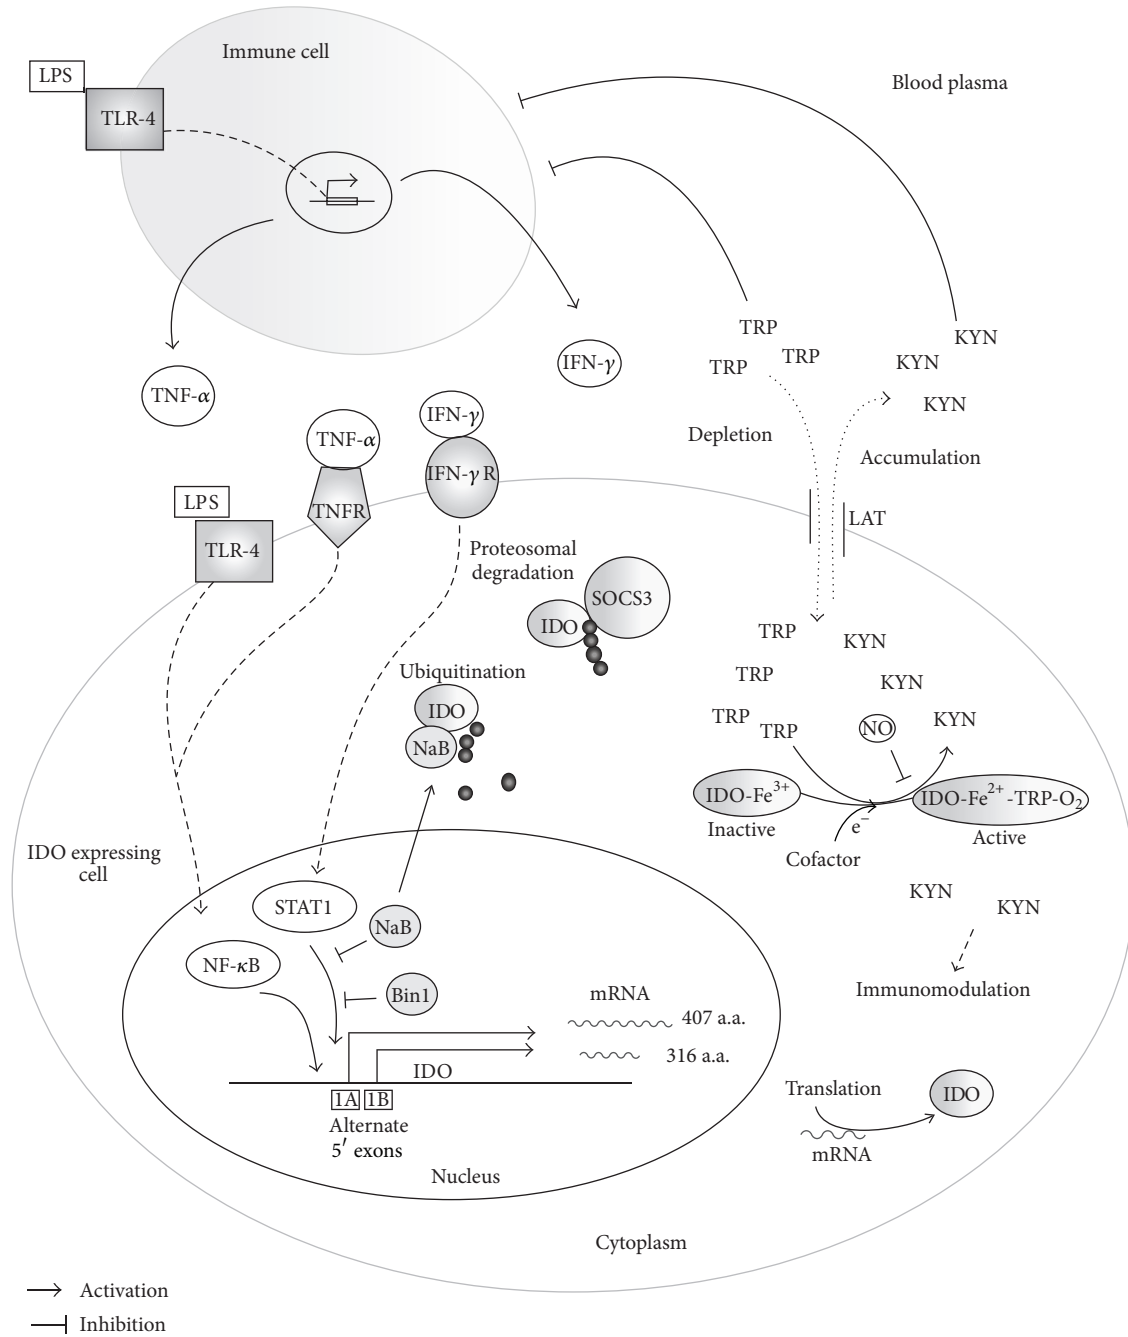 Immune cell
LPS
TLR-4
Blood plasma
TNF-α
IFN-γ
TRP
TRP
TRP
KYN
KYN
KYN
Depletion
Accumulation
LAT
TNF-α
TNFR
IFN-γ
IFN-γ R
LPS
TLR-4
Proteosomal
degradation
SOCS3
IDO
Ubiquitination
IDO
NaB
TRP
KYN
TRP
KYN
TRP
TRP
NO
KYN
IDO-Fe³⁺
Inactive
IDO-Fe²⁺-TRP-O₂
Active
e⁻
Cofactor
IDO expressing
cell
KYN
KYN
Immunomodulation
STAT1
NaB
NF-κB
Bin1
mRNA
407 a.a.
316 a.a.
IDO
1A
1B
Alternate
5′ exons
Nucleus
Translation
IDO
mRNA
Cytoplasm
Activation
Inhibition